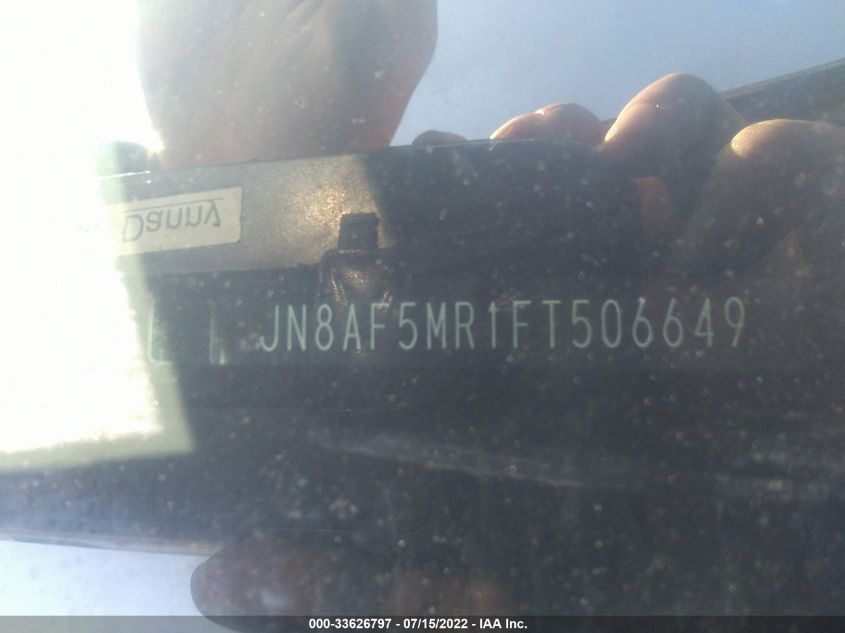 Danny
JN8AF5MR1FT506649
000-33626797 - 07/15/2022 - IAA Inc.